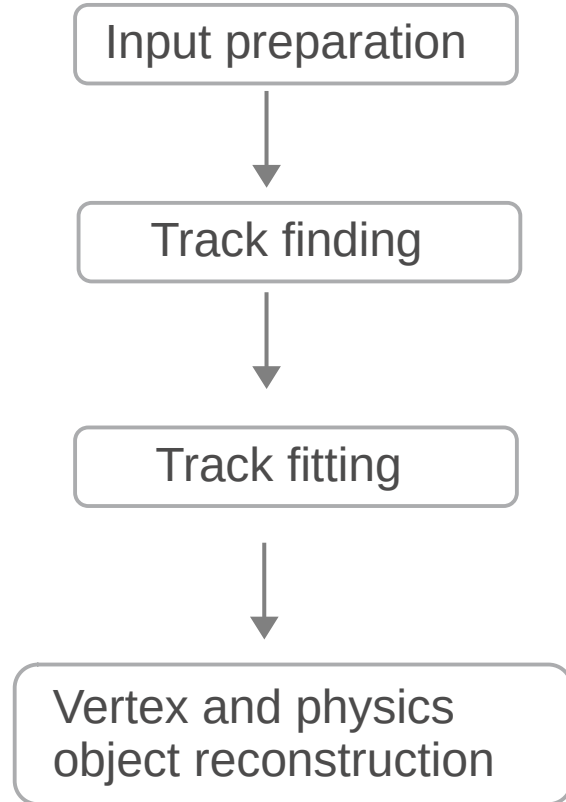 Input preparation
Track finding
Track fitting
Vertex and physics
object reconstruction